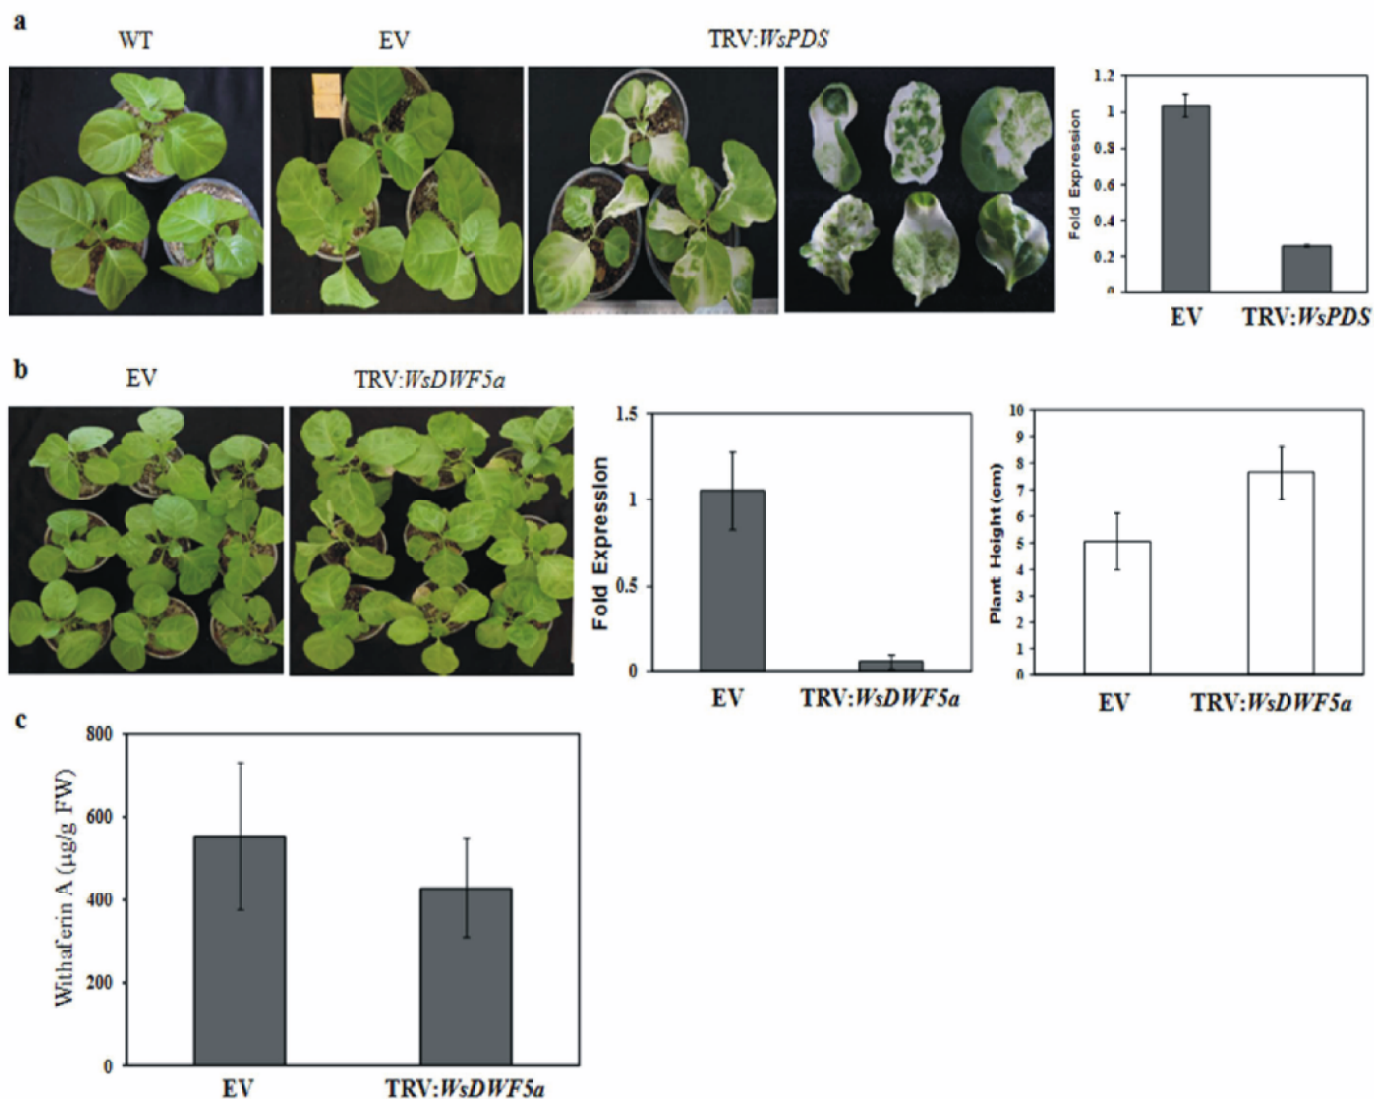 a
WT
EV
TRV:WsPDS
1.2
1
0.8
0.6
0.4
0.2
0
Fold Expression
EV
TRV:WsPDS
b
EV
TRV:WsDWF5a
1.5
1
0.5
0
Fold Expression
EV
TRV:WsDWF5a
10
9
8
7
6
5
4
3
2
1
0
Plant Height (cm)
EV
TRV:WsDWF5a
c
800
600
400
200
0
Withaferin A (µg/g FW)
EV
TRV:WsDWF5a